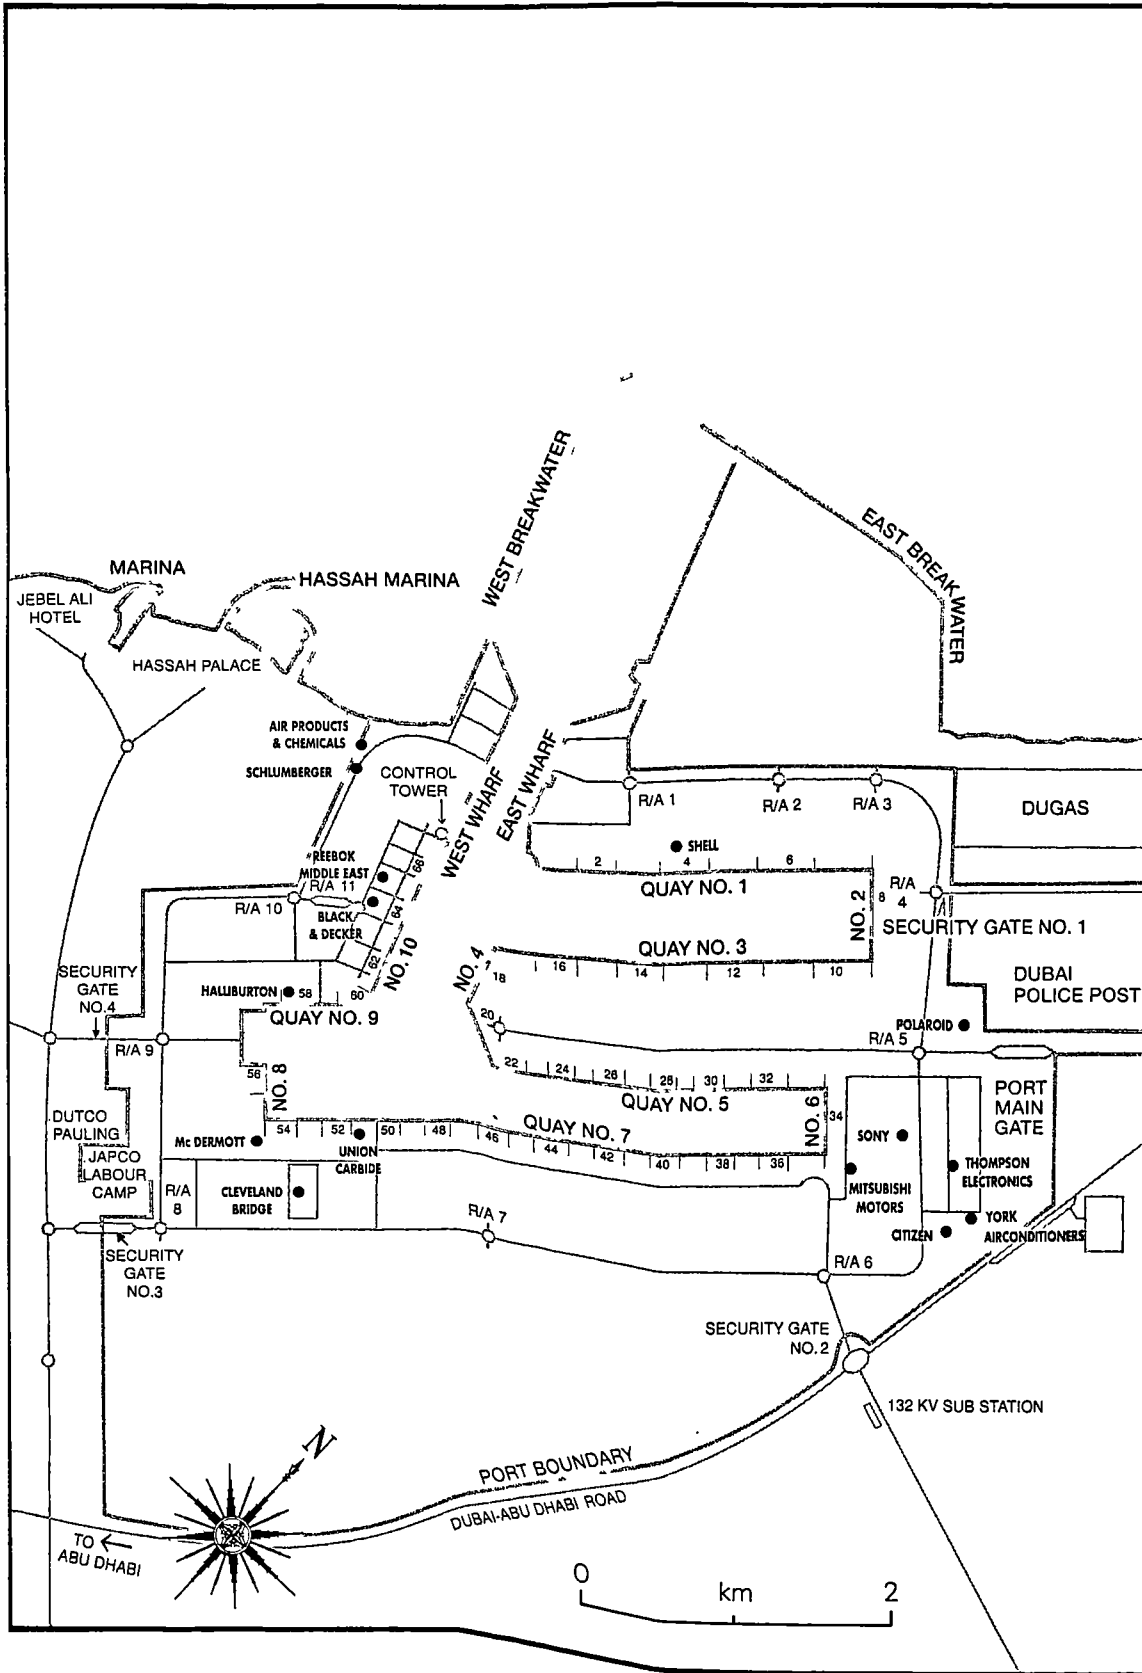 WEST BREAKWATER
EAST BREAK WATER
MARINA
HASSAH MARINA
JEBEL ALI
HOTEL
HASSAH PALACE
AIR PRODUCTS
& CHEMICALS
SCHLUMBERGER
CONTROL
TOWER
WEST WHARF
EAST WHARF
R/A 1
R/A 2
R/A 3
DUGAS
SHELL
2
4
6
QUAY NO. 1
NO. 2
8
R/A
4
SECURITY GATE NO. 1
REEBOK
MIDDLE EAST
R/A 11
R/A 10
BLACK
& DECKER
66
64
62
60
NO. 10
QUAY NO. 3
NO. 4
18
16
14
12
10
DUBAI
POLICE POST
SECURITY
GATE
NO.4
HALLIBURTON
58
QUAY NO. 9
20
POLAROID
R/A 9
R/A 5
56
NO. 8
22
24
26
28
30
32
QUAY NO. 5
NO. 6
34
PORT
MAIN
GATE
DUTCO
PAULING
JAPCO
LABOUR
CAMP
Mc DERMOTT
54
52
50
48
46
44
42
40
38
36
QUAY NO. 7
UNION
CARBIDE
SONY
THOMPSON
ELECTRONICS
MITSUBISHI
MOTORS
R/A
8
CLEVELAND
BRIDGE
R/A 7
CITIZEN
YORK
AIRCONDITIONERS
SECURITY
GATE
NO.3
R/A 6
SECURITY GATE
NO. 2
132 KV SUB STATION
N
PORT BOUNDARY
DUBAI-ABU DHABI ROAD
TO
ABU DHABI
0
km
2